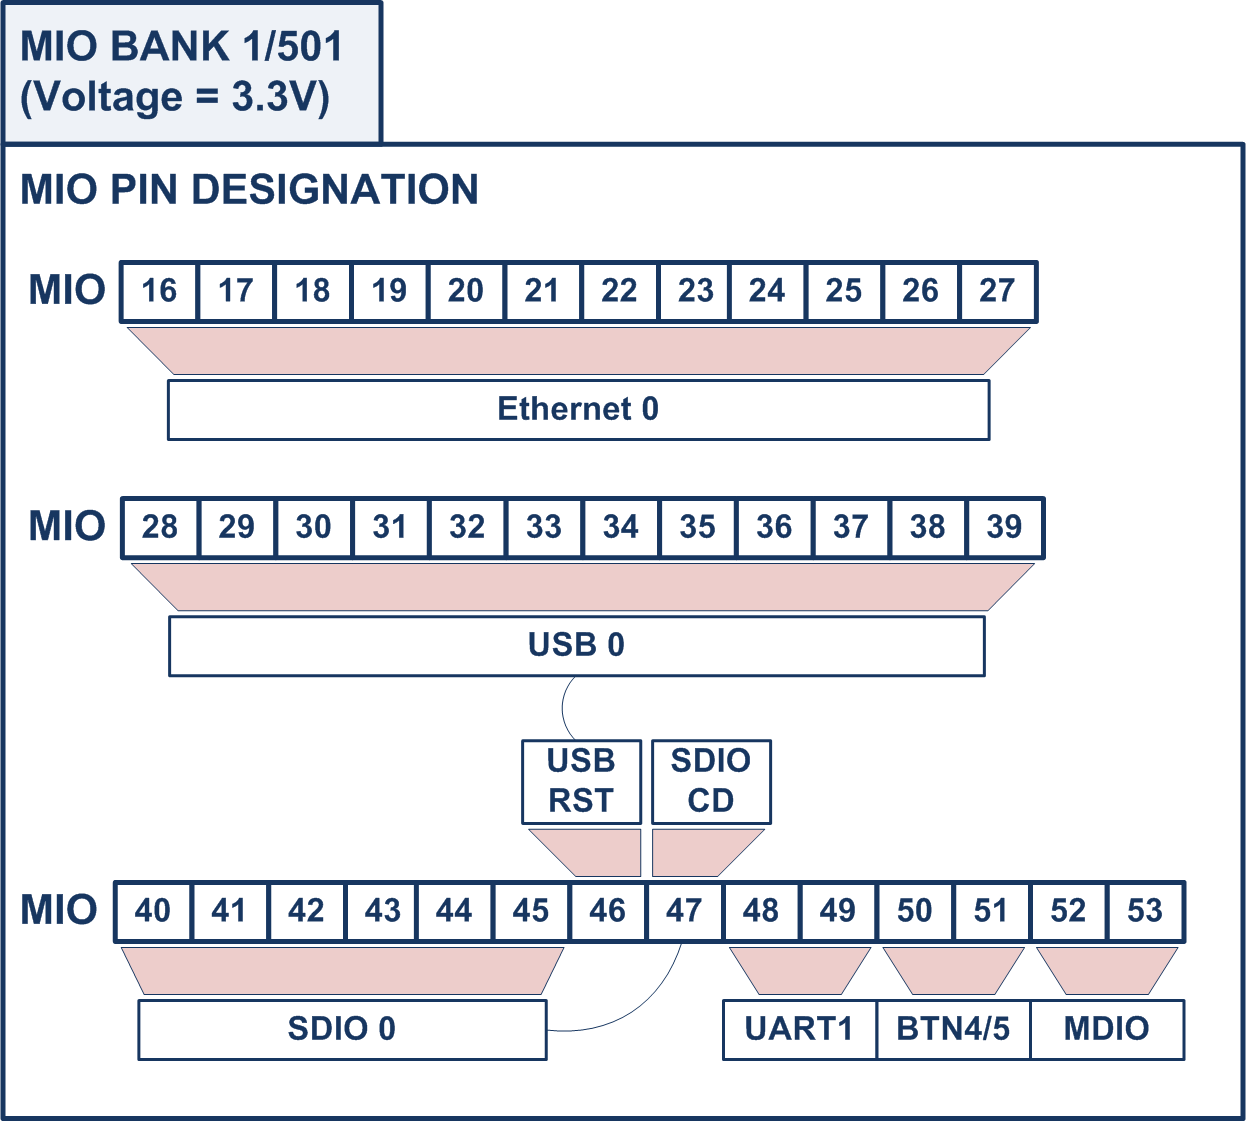 MIO BANK 1/501
(Voltage = 3.3V)
MIO PIN DESIGNATION
MIO 16 17 18 19 20 21 22 23 24 25 26 27
Ethernet 0
MIO 28 29 30 31 32 33 34 35 36 37 38 39
USB 0
USB SDIO
RST CD
MIO 40 41 42 43 44 45 46 47 48 49 50 51 52 53
SDIO 0 UART1 BTN4/5 MDIO